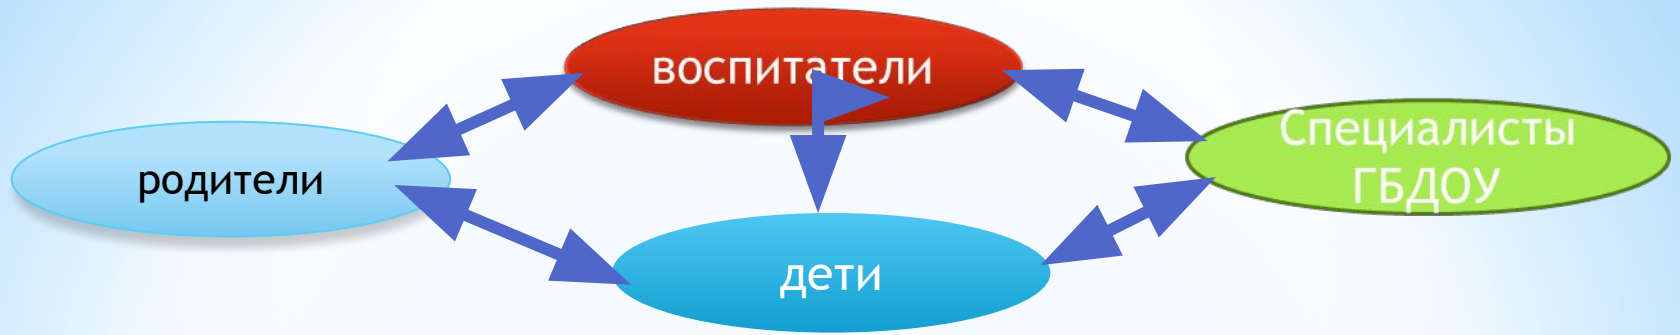 воспитатели
родители
Специалисты
ГБДОУ
дети